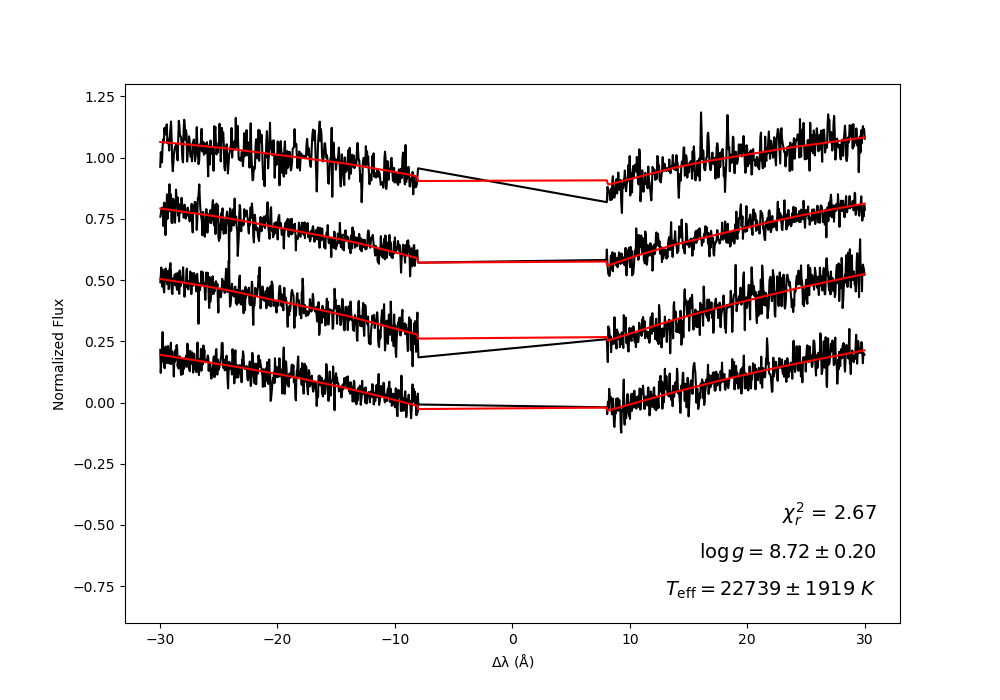 1.25
1.00
0.75
0.50
0.25
0.00
−0.25
−0.50
−0.75
Normalized Flux
χ_r^2 = 2.67
log g = 8.72 ± 0.20
T_eff = 22739 ± 1919 K
−30 −20 −10 0 10 20 30
Δλ (Å)